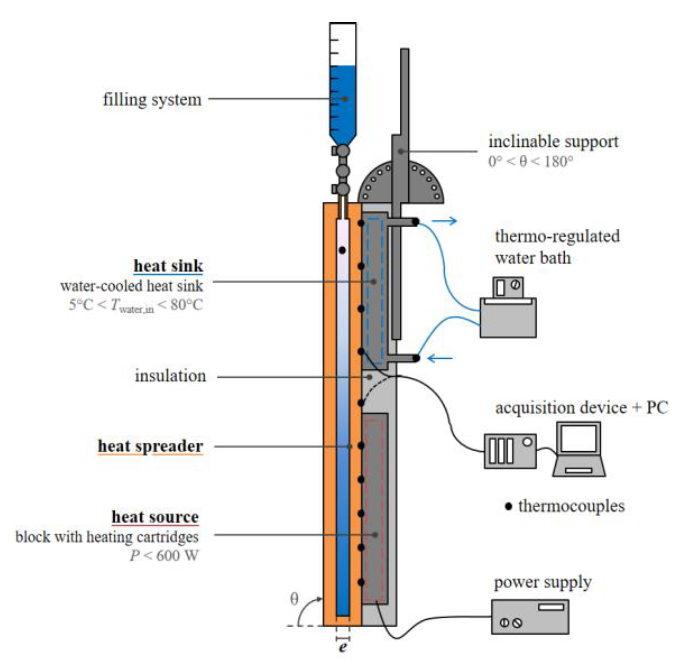 filling system
inclinable support
0° < θ < 180°
thermo-regulated
water bath
heat sink
water-cooled heat sink
5°C < Twater,in < 80°C
insulation
acquisition device + PC
heat spreader
thermocouples
heat source
block with heating cartridges
P < 600 W
power supply
θ
e